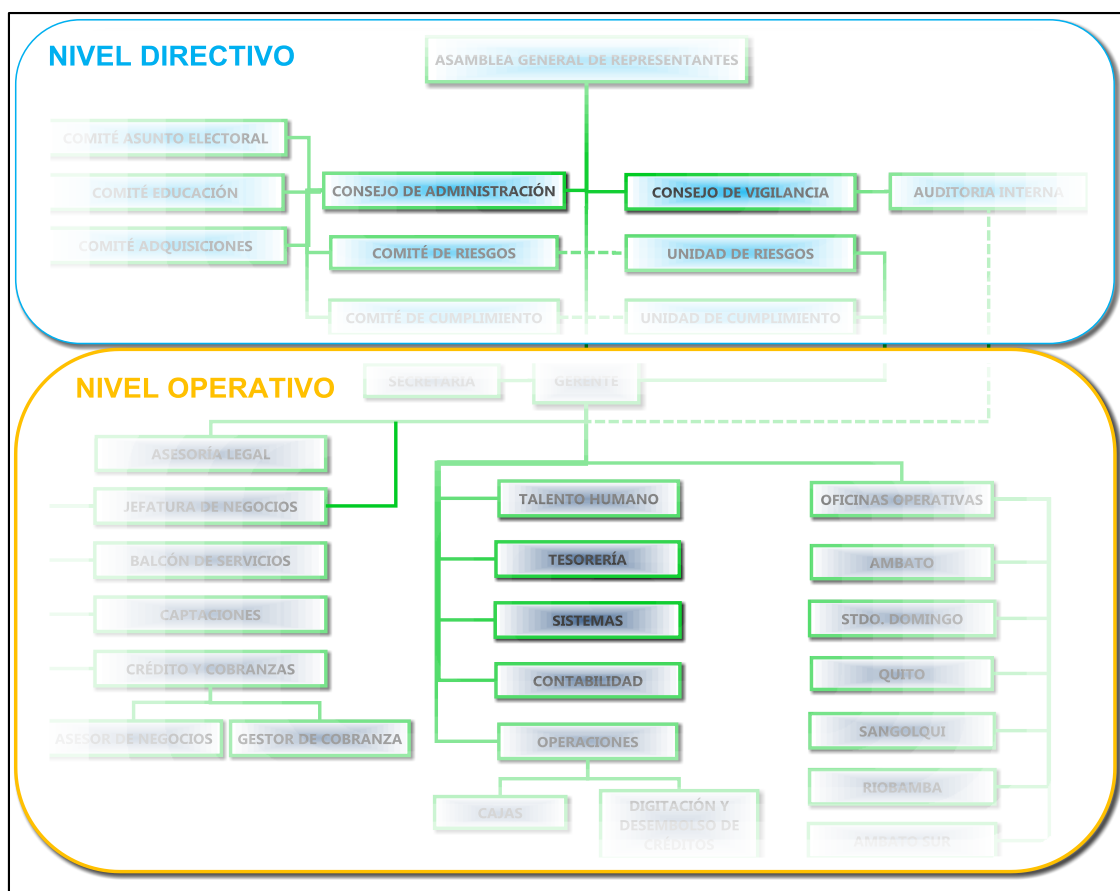 NIVEL DIRECTIVO
ASAMBLEA GENERAL DE REPRESENTANTES
COMITÉ ASUNTO ELECTORAL
COMITÉ EDUCACIÓN
CONSEJO DE ADMINISTRACIÓN
CONSEJO DE VIGILANCIA
AUDITORIA INTERNA
COMITÉ ADQUISICIONES
COMITÉ DE RIESGOS
UNIDAD DE RIESGOS
COMITÉ DE CUMPLIMIENTO
UNIDAD DE CUMPLIMIENTO
NIVEL OPERATIVO
SECRETARIA
GERENTE
ASESORÍA LEGAL
JEFATURA DE NEGOCIOS
BALCÓN DE SERVICIOS
CAPTACIONES
CRÉDITO Y COBRANZAS
ASESOR DE NEGOCIOS
GESTOR DE COBRANZA
TALENTO HUMANO
TESORERÍA
SISTEMAS
CONTABILIDAD
OPERACIONES
CAJAS
DIGITACIÓN Y
DESEMBOLSO DE
CRÉDITOS
OFICINAS OPERATIVAS
AMBATO
STDO. DOMINGO
QUITO
SANGOLQUI
RIOBAMBA
AMBATO SUR